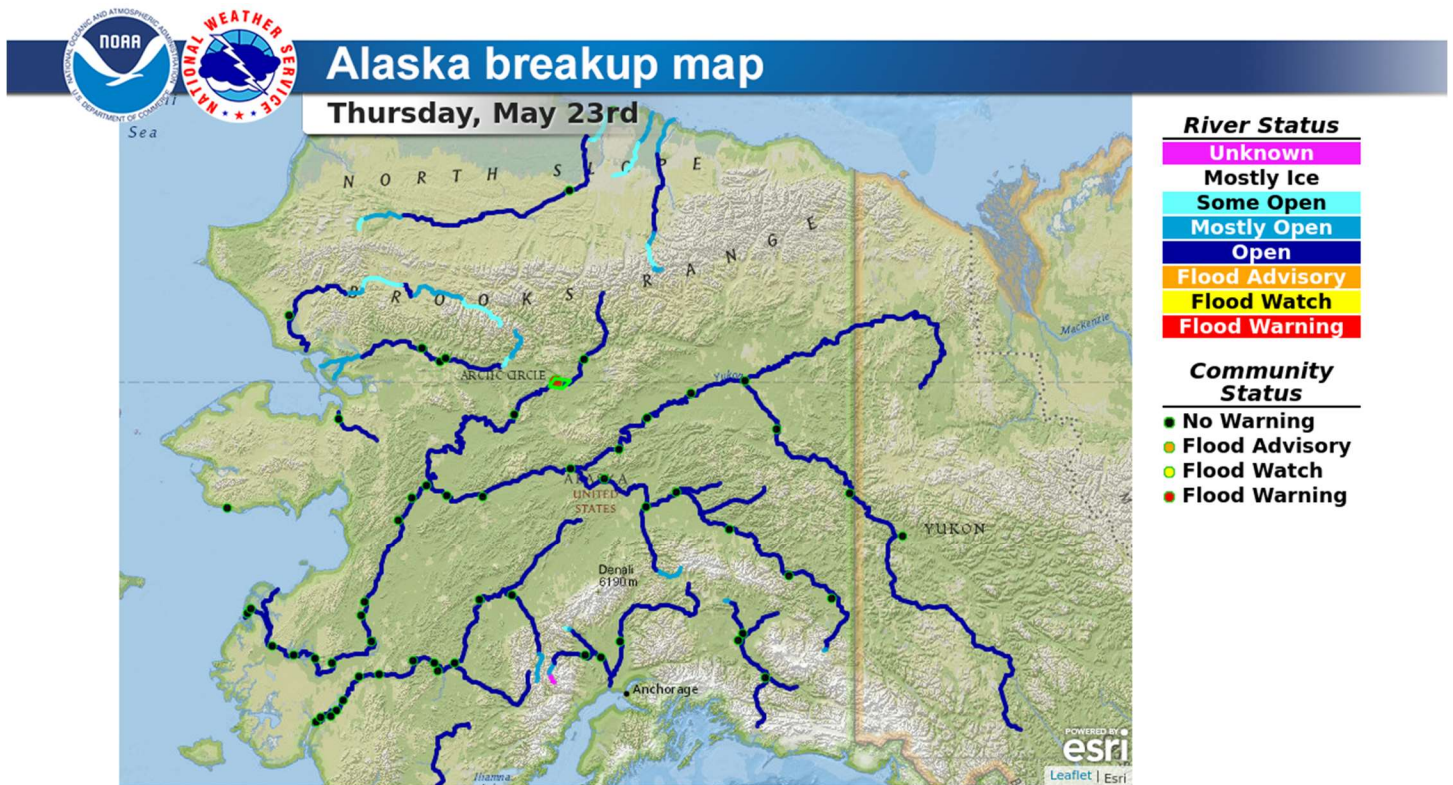 NATIONAL OCEANIC AND ATMOSPHERIC ADMINISTRATION
NOAA
U.S. DEPARTMENT OF COMMERCE
NATIONAL WEATHER SERVICE
Alaska breakup map
Thursday, May 23rd
Sea
NORTH SLOPE
BROOKS RANGE
Mackenzie
ARCTIC CIRCLE
Yukon
ALASKA
UNITED
STATES
YUKON
Denali
6190 m
Anchorage
Iliamna
POWERED BY
esri
Leaflet | Esri
River Status
Unknown
Mostly Ice
Some Open
Mostly Open
Open
Flood Advisory
Flood Watch
Flood Warning
Community
Status
No Warning
Flood Advisory
Flood Watch
Flood Warning